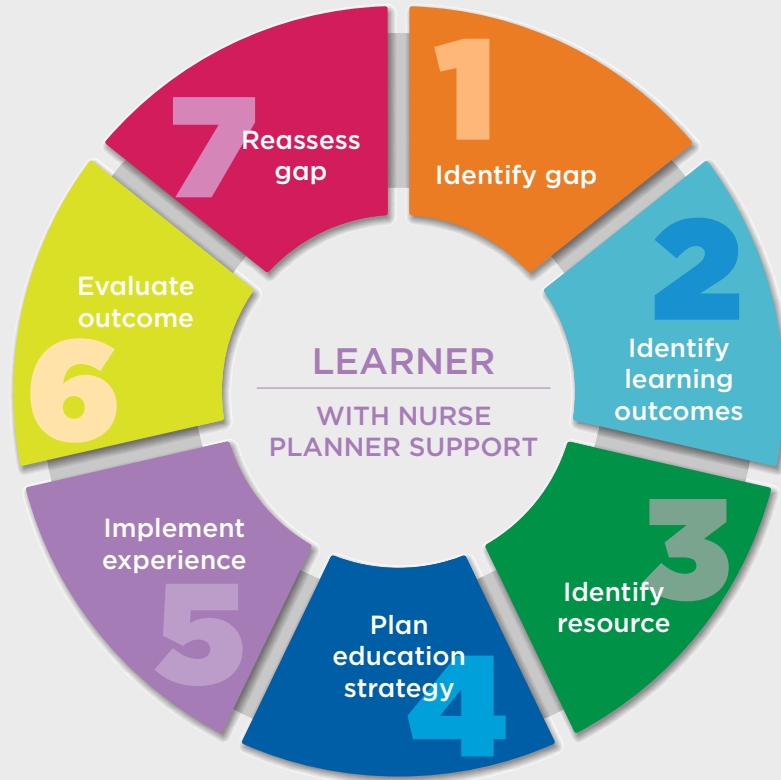 1
Identify gap
2
Identify
learning
outcomes
3
Identify
resource
4
Plan
education
strategy
5
Implement
experience
6
Evaluate
outcome
7
Reassess
gap
LEARNER
WITH NURSE
PLANNER SUPPORT